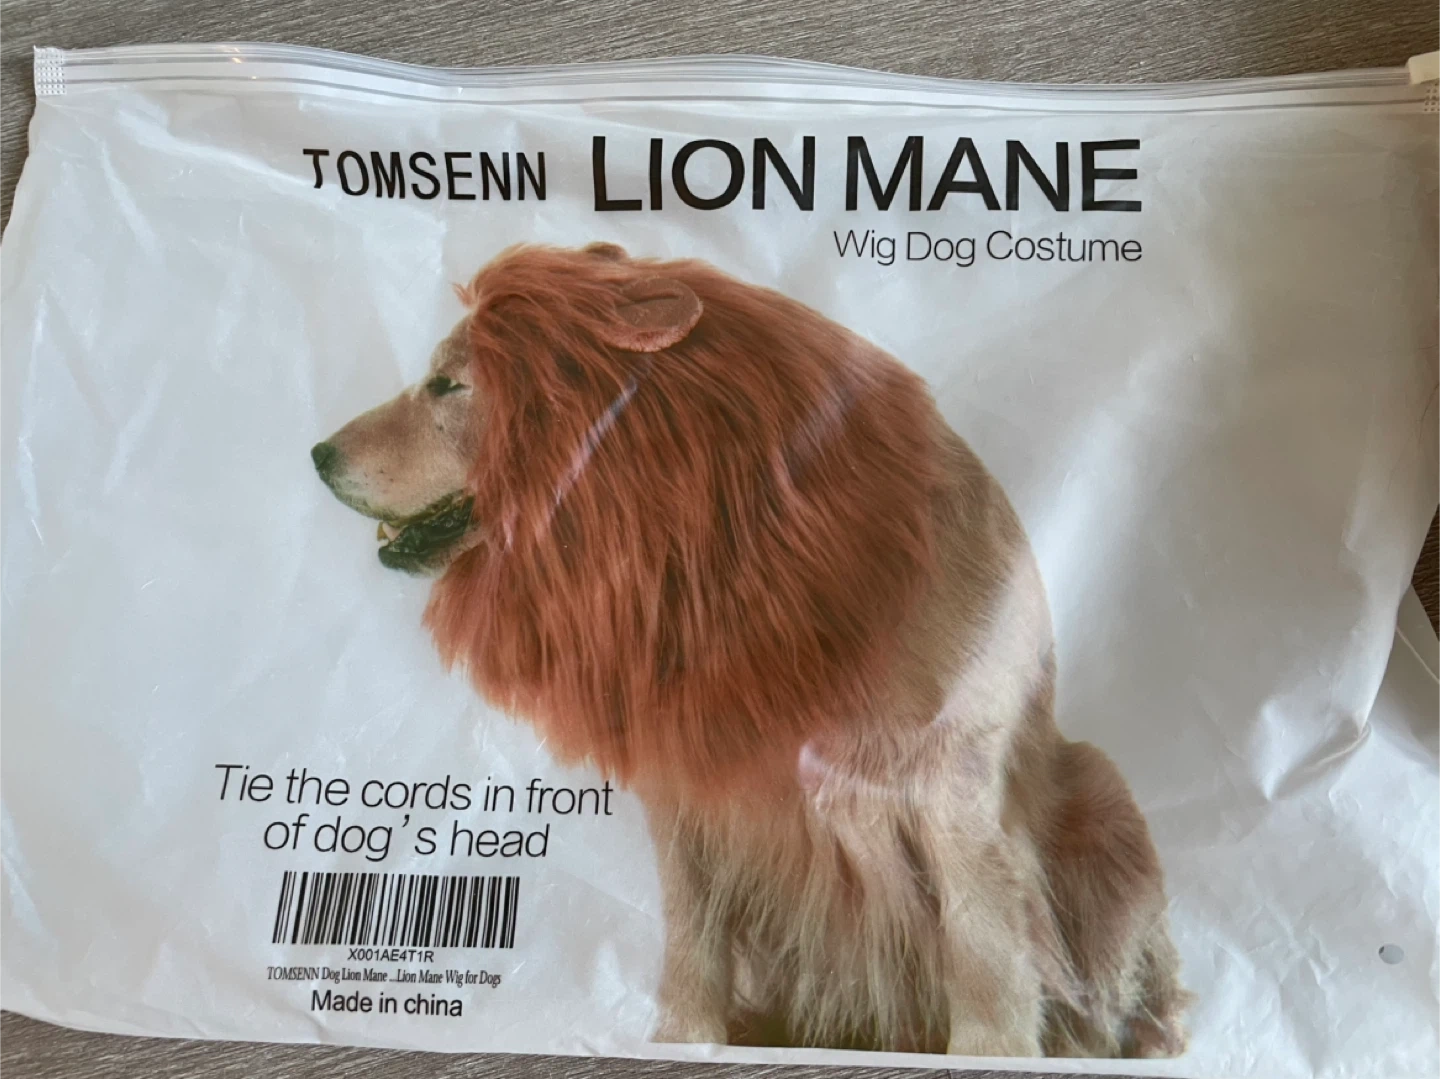 TOMSENN LION MANE
Wig Dog Costume
Tie the cords in front
of dog's head
X001AE4T1R
TOMSENN Dog Lion Mane ...Lion Mane Wig for Dogs
Made in china